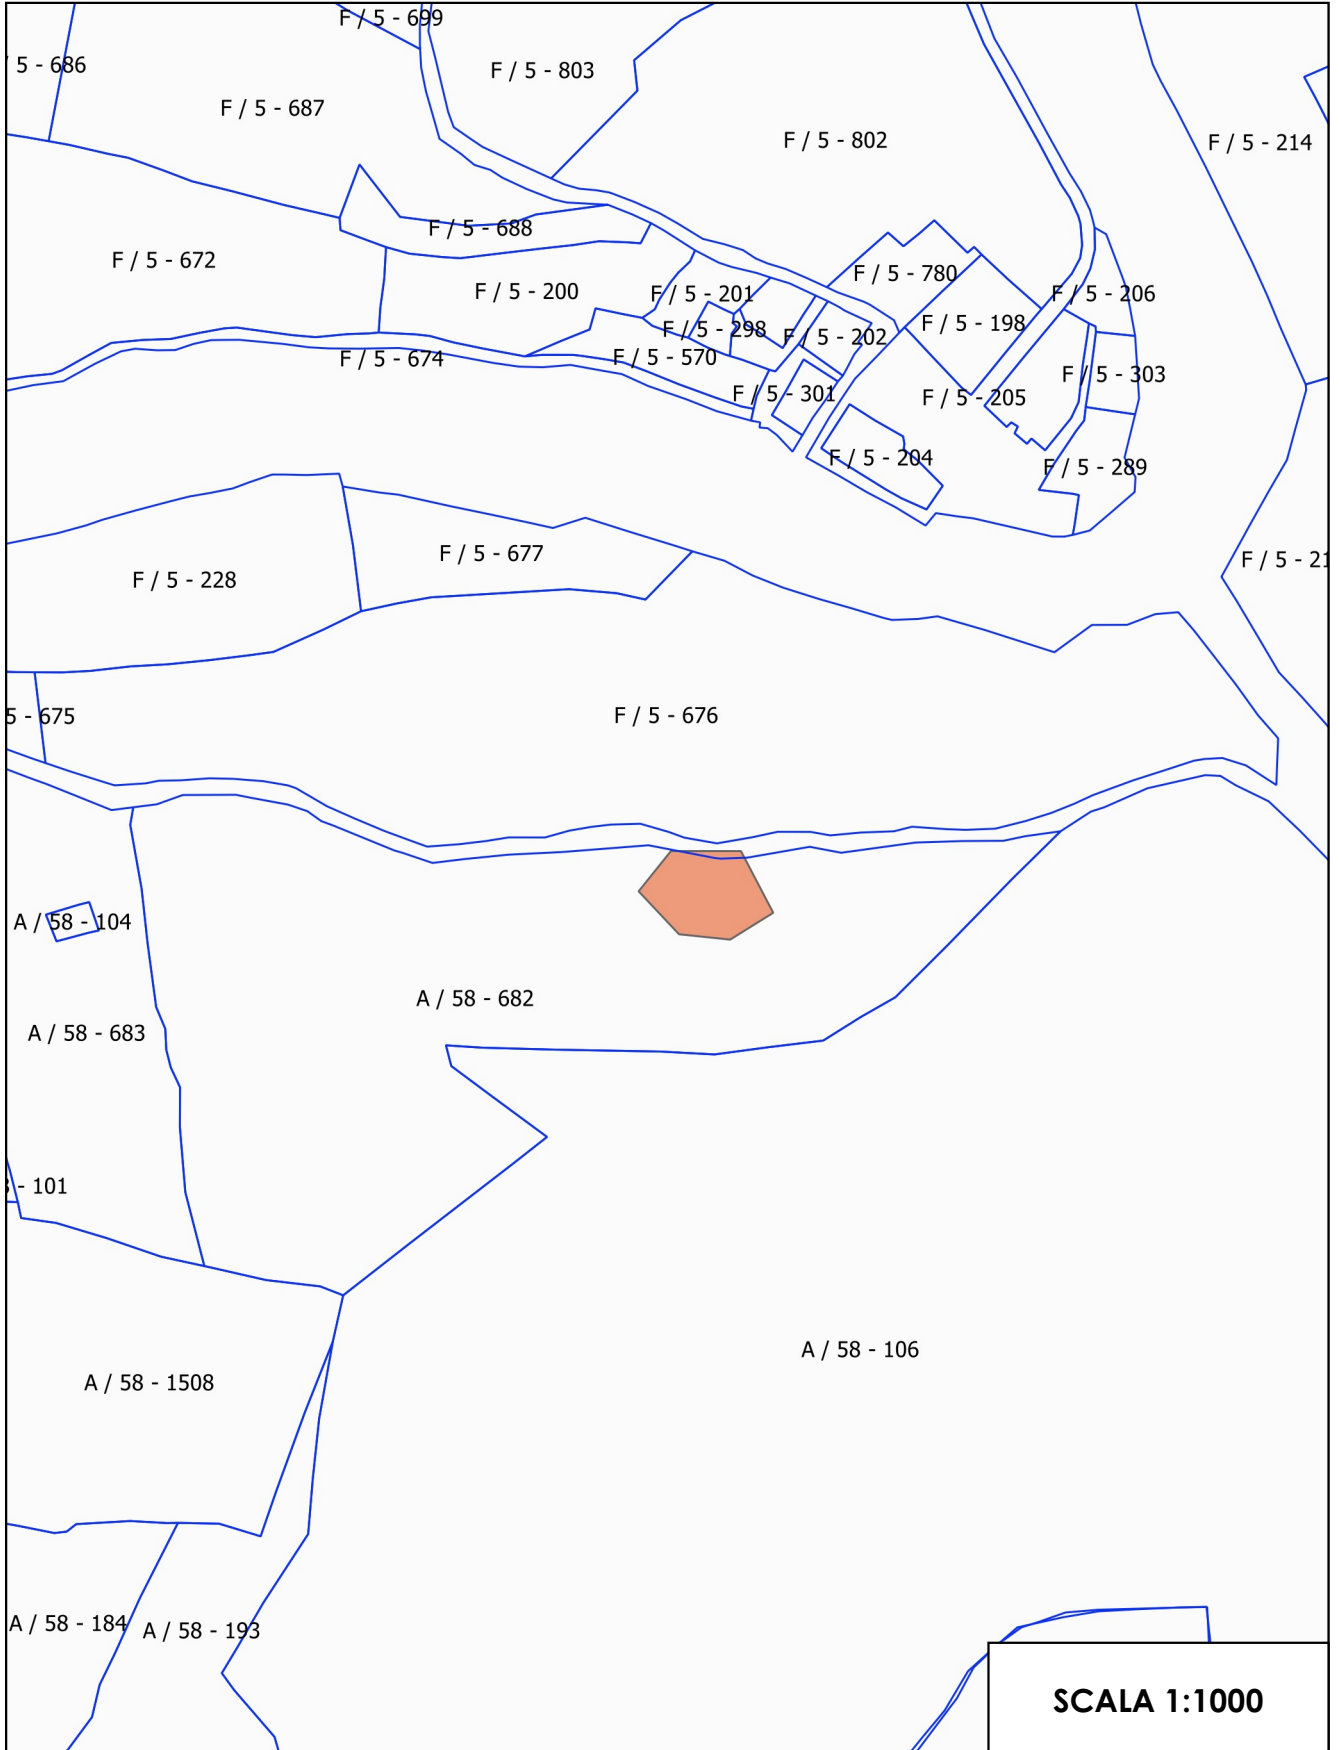 F / 5 - 699
5 - 686
F / 5 - 803
F / 5 - 687
F / 5 - 802
F / 5 - 214
F / 5 - 688
F / 5 - 672
F / 5 - 780
F / 5 - 200
F / 5 - 201
F / 5 - 206
F / 5 - 198
F / 5 - 298
F / 5 - 202
F / 5 - 674
F / 5 - 570
F / 5 - 303
F / 5 - 301
F / 5 - 205
F / 5 - 204
F / 5 - 289
F / 5 - 677
F / 5 - 21
F / 5 - 228
5 - 675
F / 5 - 676
A / 58 - 104
A / 58 - 682
A / 58 - 683
- 101
A / 58 - 106
A / 58 - 1508
A / 58 - 184
A / 58 - 193
SCALA 1:1000